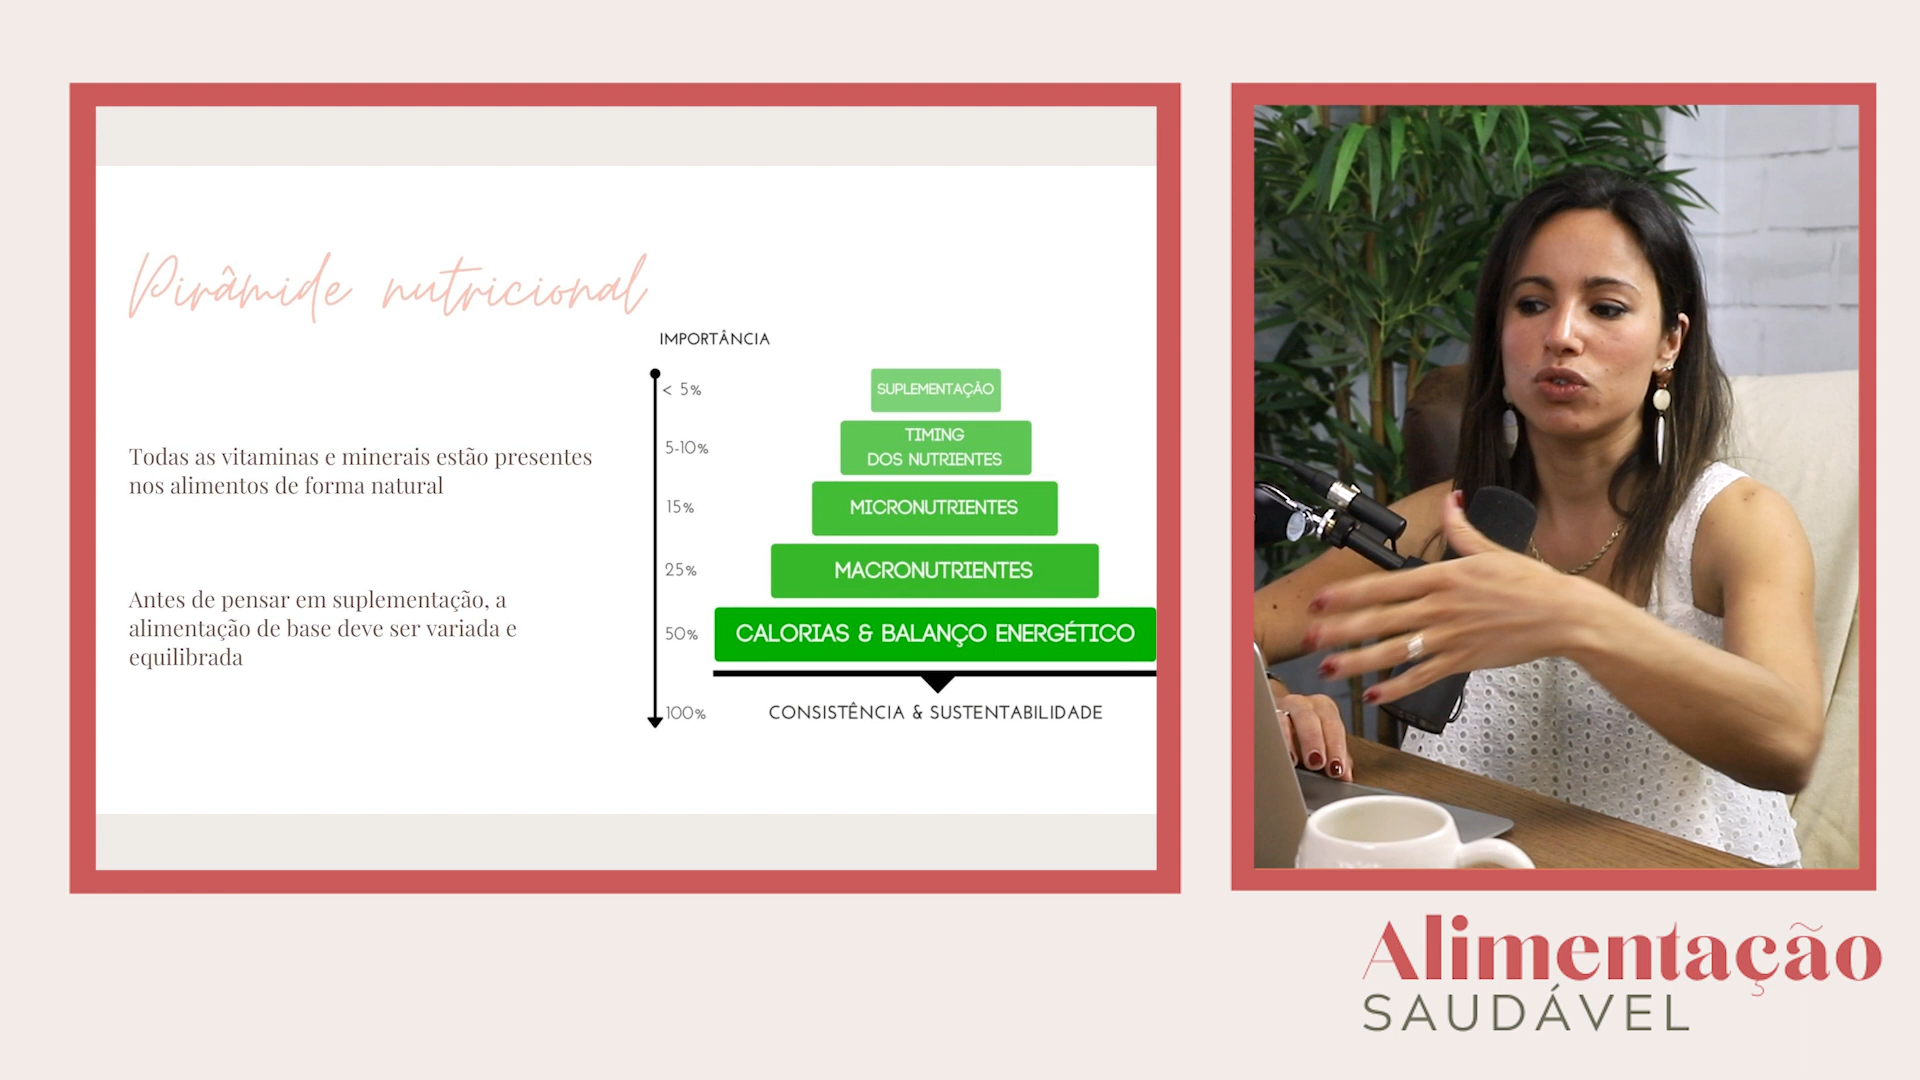 Pirâmide nutricional
Todas as vitaminas e minerais estão presentes
nos alimentos de forma natural
Antes de pensar em suplementação, a
alimentação de base deve ser variada e
equilibrada
IMPORTÂNCIA
< 5%
SUPLEMENTAÇÃO
5-10%
TIMING
DOS NUTRIENTES
15%
MICRONUTRIENTES
25%
MACRONUTRIENTES
50%
CALORIAS & BALANÇO ENERGÉTICO
100%
CONSISTÊNCIA & SUSTENTABILIDADE
Alimentação
SAUDÁVEL